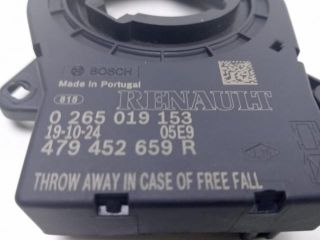 BOSCH
Made in Portugal
810 RENAULT
0 265 019 153
19-10-24 05E9
479 452 659 R
THROW AWAY IN CASE OF FREE FALL